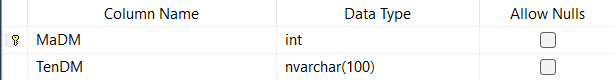 Column Name Data Type Allow Nulls
MaDM int
TenDM nvarchar(100)